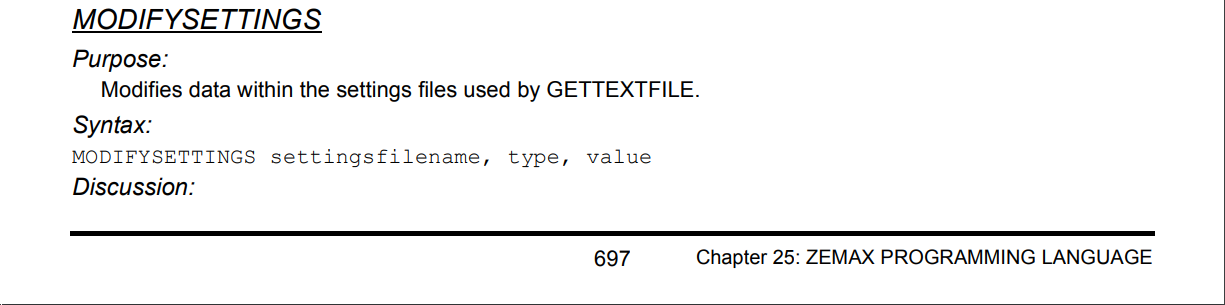 MODIFYSETTINGS
Purpose:
Modifies data within the settings files used by GETTEXTFILE.
Syntax:
MODIFYSETTINGS settingsfilename, type, value
Discussion:
697 Chapter 25: ZEMAX PROGRAMMING LANGUAGE